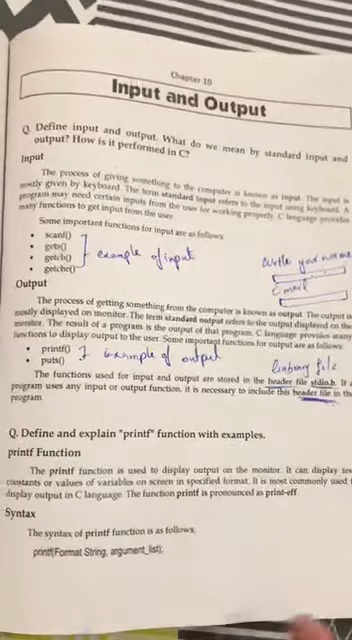 Chapter 10
Input and Output
Q. Define input and output. What do we mean by standard input and
output? How is it performed in C?
Input
The process of giving something to the computer is known as input. The input is
mostly given by keyboard. The term standard input refers to the input using keyboard. A
program may need certain inputs from the user for working properly. C language provides
many functions to get input from the user.
Some important functions for input are as follows:
• scanf()
• gets()
• getch()
• getche()
example of input
Write your name
Email
Output
The process of getting something from the computer is known as output. The output is
mostly displayed on monitor. The term standard output refers to the output displayed on the
monitor. The result of a program is the output of that program. C language provides many
functions to display output to the user. Some important functions for output are as follows:
• printf()
• puts()
example of output
file
The functions used for input and output are stored in the header file stdio.h. If a
program uses any input or output function, it is necessary to include this header file in the
program.
Q. Define and explain "printf" function with examples.
printf Function
The printf function is used to display output on the monitor. It can display
constants or values of variables on screen in specified format. It is most commonly used
display output in C language. The function printf is pronounced as print-eff.
Syntax
The syntax of printf function is as follows:
printf(Format String, argument_list);